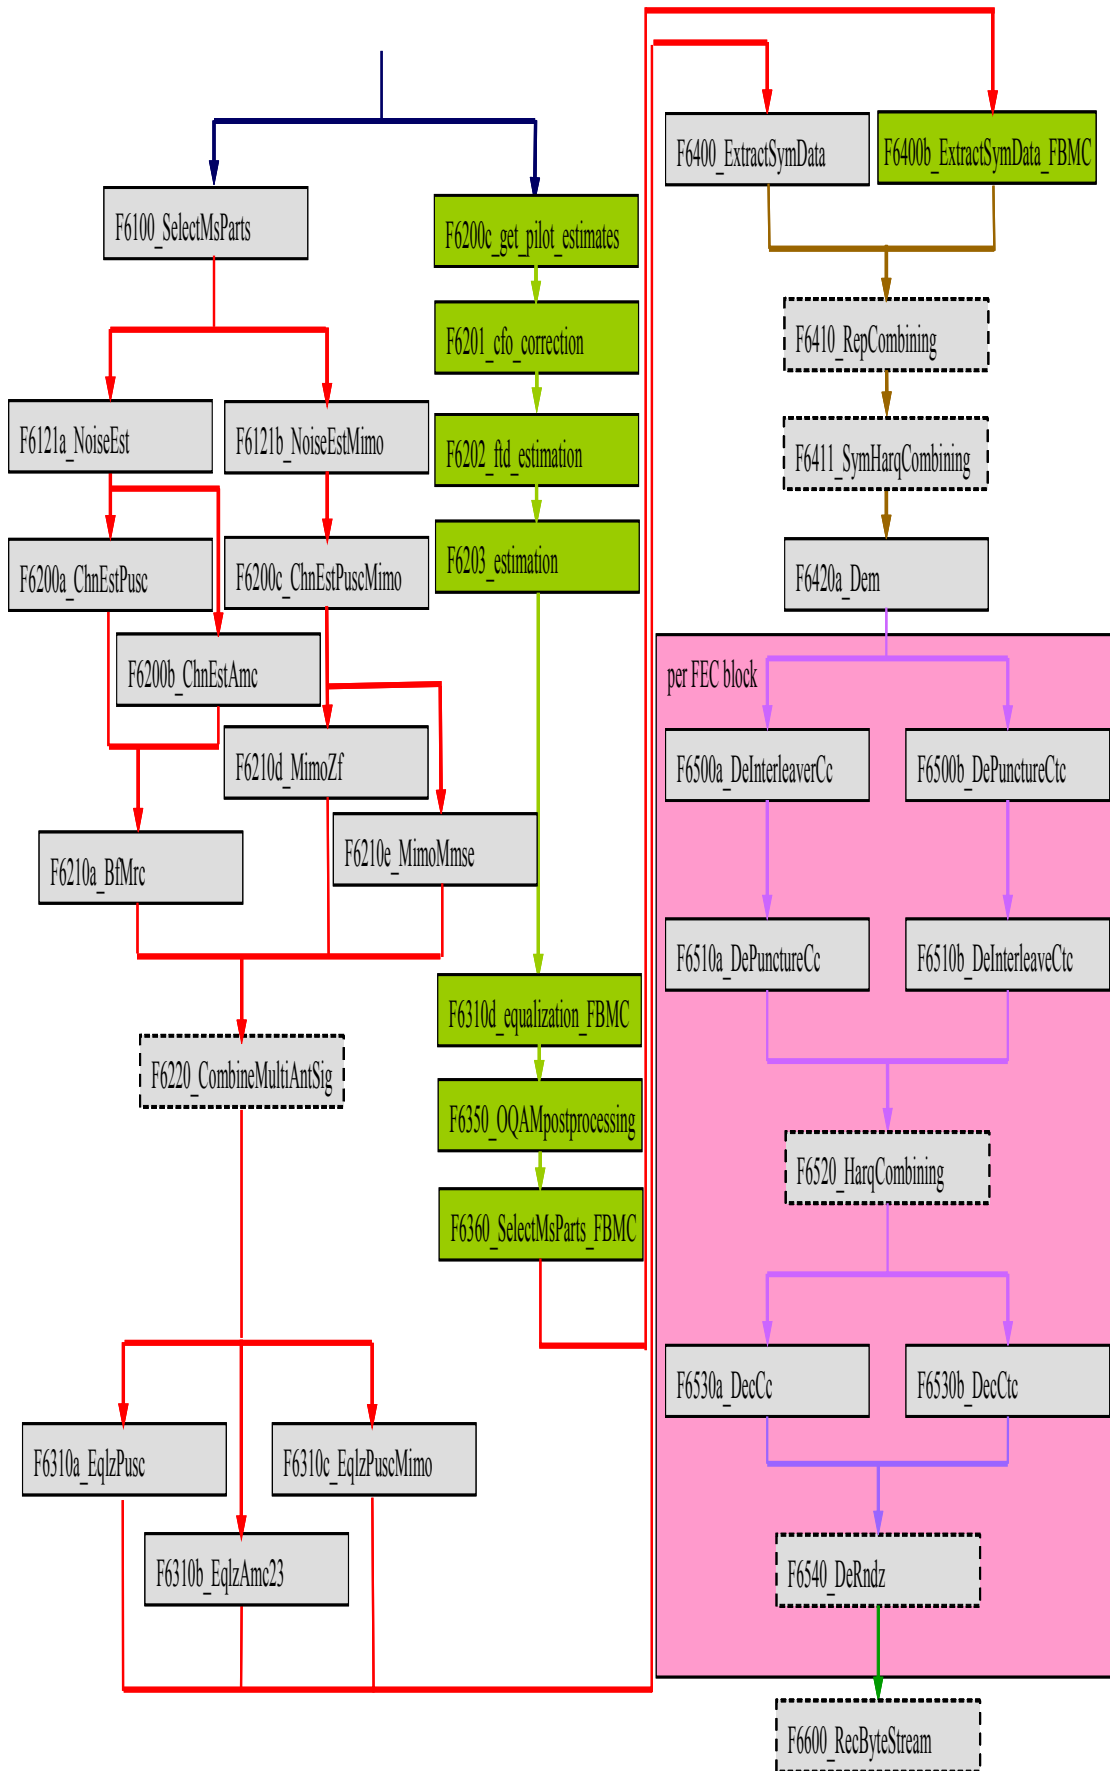 F6100_SelectMsParts
F6121a_NoiseEst
F6121b_NoiseEstMimo
F6200a_ChnEstPusc
F6200c_ChnEstPuscMimo
F6200b_ChnEstAmc
F6210d_MimoZf
F6210a_BfMrc
F6210e_MimoMmse
F6220_CombineMultiAntSig
F6310a_EqlzPusc
F6310c_EqlzPuscMimo
F6310b_EqlzAmc23
F6200c_get_pilot_estimates
F6201_cfo_correction
F6202_ftd_estimation
F6203_estimation
F6310d_equalization_FBMC
F6350_OQAMpostprocessing
F6360_SelectMsParts_FBMC
F6400_ExtractSymData
F6400b_ExtractSymData_FBMC
F6410_RepCombining
F6411_SymHarqCombining
F6420a_Dem
per FEC block
F6500a_DeInterleaverCc
F6500b_DePunctureCtc
F6510a_DePunctureCc
F6510b_DeInterleaveCtc
F6520_HarqCombining
F6530a_DecCc
F6530b_DecCtc
F6540_DeRndz
F6600_RecByteStream